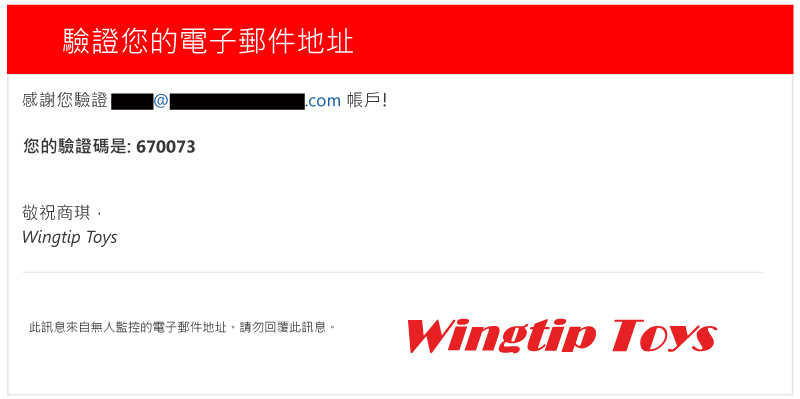 驗證您的電子郵件地址
感謝您驗證 @ .com 帳戶!
您的驗證碼是: 670073
敬祝商琪，
Wingtip Toys
此訊息來自無人監控的電子郵件地址。請勿回覆此訊息。
Wingtip Toys